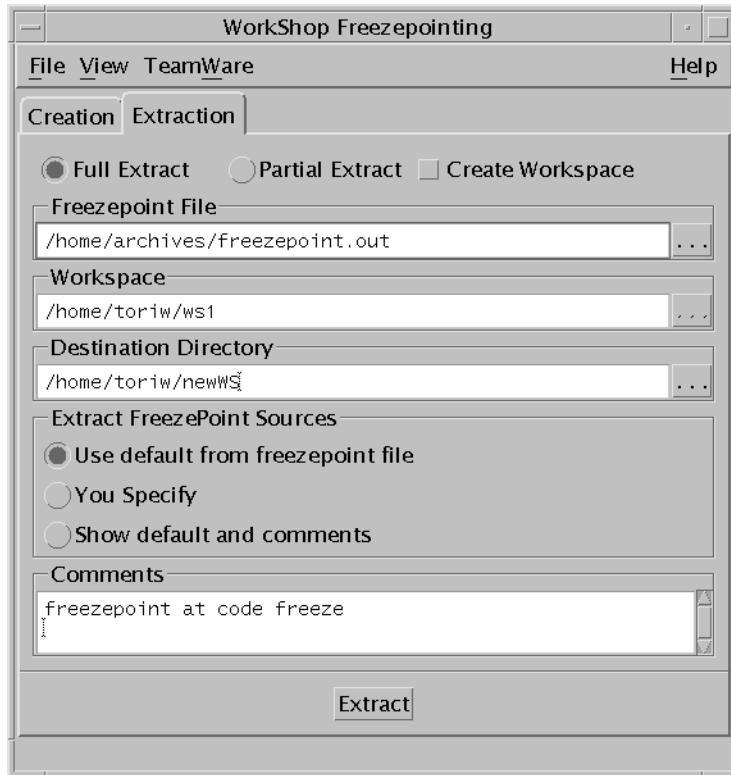 WorkShop Freezepointing
File View TeamWare Help
Creation Extraction
Full Extract Partial Extract Create Workspace
Freezepoint File
/home/archives/freezepoint.out ...
Workspace
/home/toriw/ws1 ...
Destination Directory
/home/toriw/newWS ...
Extract FreezePoint Sources
Use default from freezepoint file
You Specify
Show default and comments
Comments
freezepoint at code freeze
Extract